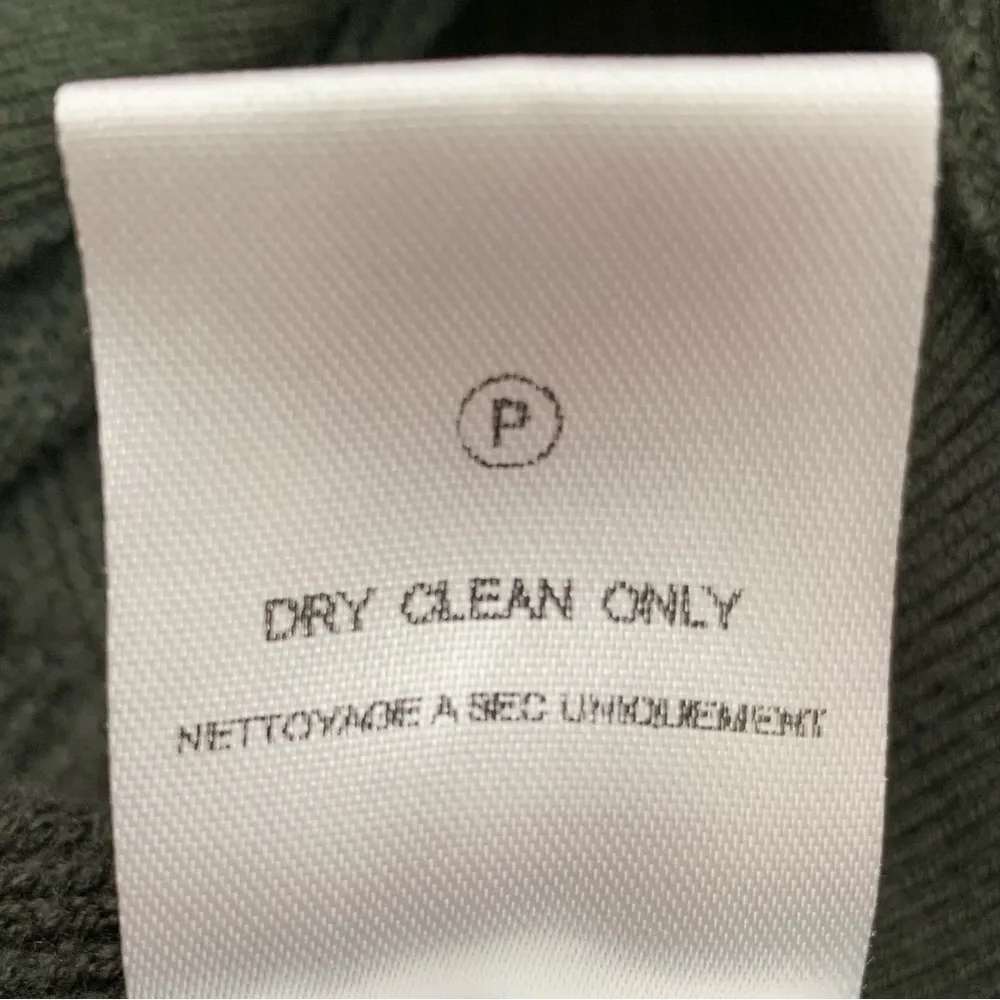 P
DRY CLEAN ONLY
NETTOYAGE A SEC UNIQUEMENT